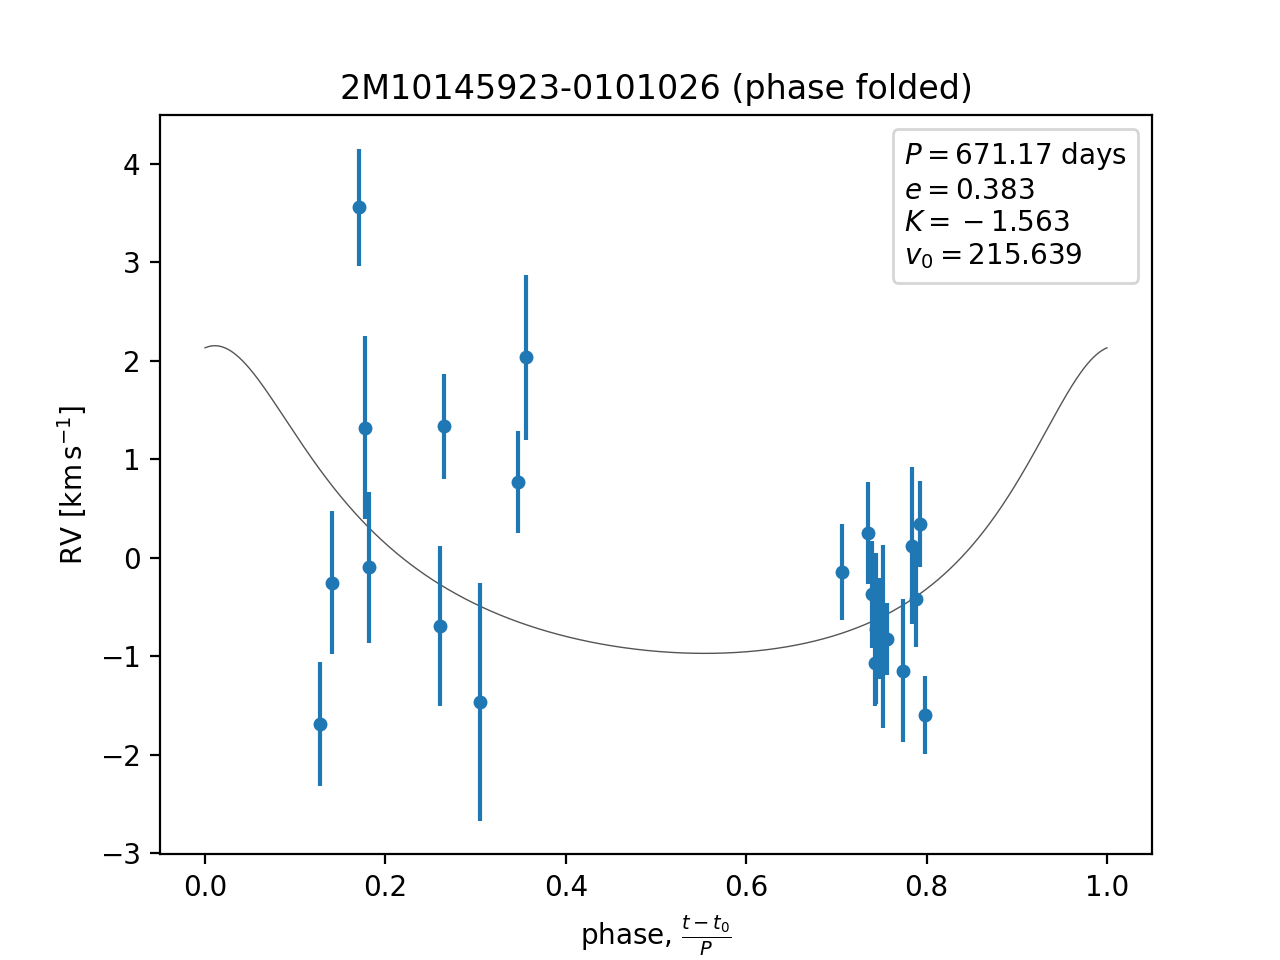 2M10145923-0101026 (phase folded)
P = 671.17 days
e = 0.383
K = −1.563
v₀ = 215.639
4
3
2
1
0
−1
−2
−3
RV [km s⁻¹]
0.0 0.2 0.4 0.6 0.8 1.0
phase, (t − t₀)/P